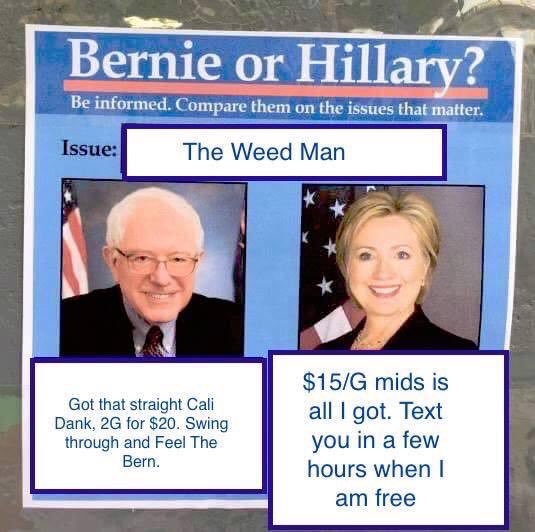 Bernie or Hillary?
Be informed. Compare them on the issues that matter.
Issue:
The Weed Man
Got that straight Cali
Dank, 2G for $20. Swing
through and Feel The
Bern.
$15/G mids is
all I got. Text
you in a few
hours when I
am free